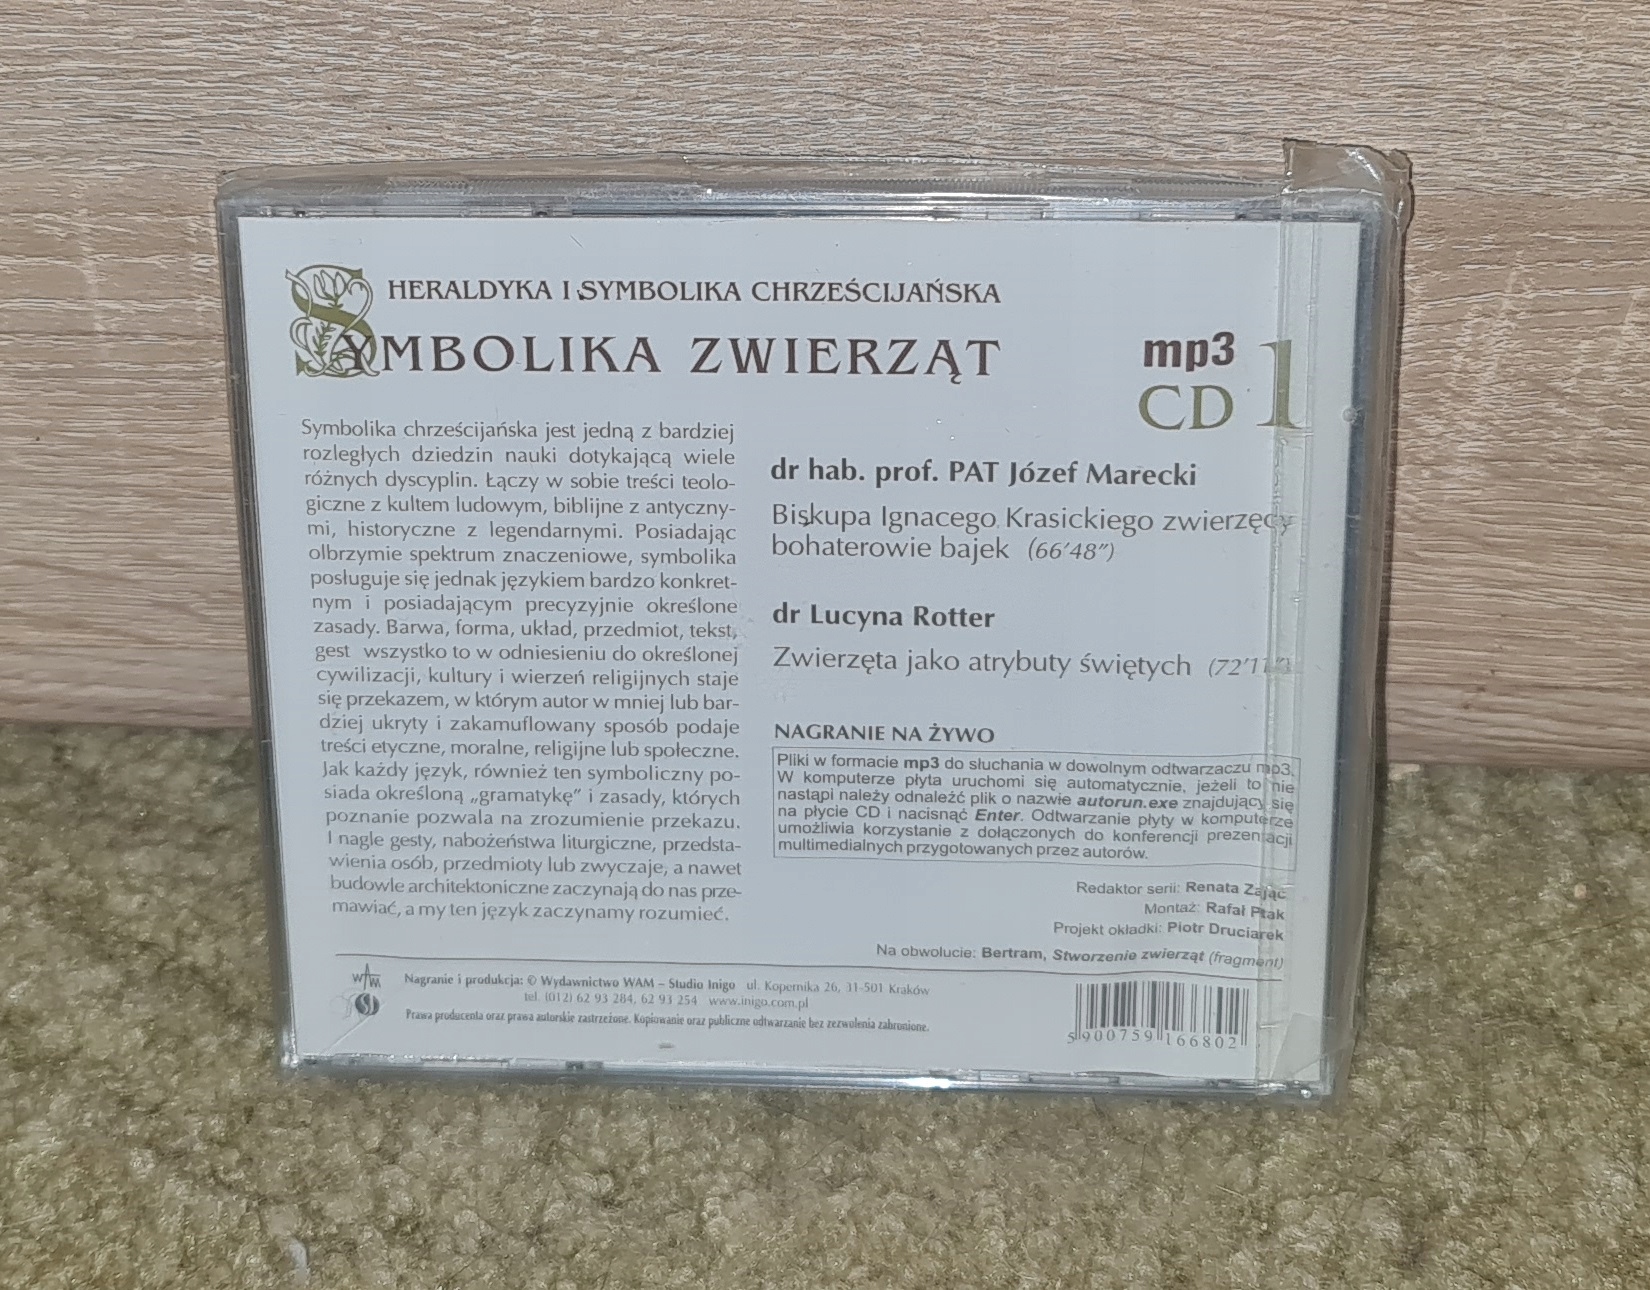 HERALDYKA I SYMBOLIKA CHRZEŚCIJAŃSKA
SYMBOLIKA ZWIERZĄT
mp3
CD 1
Symbolika chrześcijańska jest jedną z bardziej
rozległych dziedzin nauki dotykającą wiele
różnych dyscyplin. Łączy w sobie treści teolo-
giczne z kultem ludowym, biblijne z antyczny-
mi, historyczne z legendarnymi. Posiadając
olbrzymie spektrum znaczeniowe, symbolika
posługuje się jednak językiem bardzo konkret-
nym i posiadającym precyzyjnie określone
zasady. Barwa, forma, układ, przedmiot, tekst,
gest wszystko to w odniesieniu do określonej
cywilizacji, kultury i wierzeń religijnych staje
się przekazem, w którym autor w mniej lub bar-
dziej ukryty i zakamuflowany sposób podaje
treści etyczne, moralne, religijne lub społeczne.
Jak każdy język, również ten symboliczny po-
siada określoną „gramatykę” i zasady, których
poznanie pozwala na zrozumienie przekazu.
I nagle gesty, nabożeństwa liturgiczne, przedsta-
wienia osób, przedmioty lub zwyczaje, a nawet
budowle architektoniczne zaczynają do nas prze-
mawiać, a my ten język zaczynamy rozumieć.
dr hab. prof. PAT Józef Marecki
Biskupa Ignacego Krasickiego zwierzęcy
bohaterowie bajek (66’48”)
dr Lucyna Rotter
Zwierzęta jako atrybuty świętych (72’11”)
NAGRANIE NA ŻYWO
Pliki w formacie mp3 do słuchania w dowolnym odtwarzaczu mp3.
W komputerze płyta uruchomi się automatycznie, jeżeli to nie
nastąpi należy odnaleźć plik o nazwie autorun.exe znajdujący się
na płycie CD i nacisnąć Enter. Odtwarzanie płyty w komputerze
umożliwia korzystanie z dołączonych do konferencji prezentacji
multimedialnych przygotowanych przez autorów.
Redaktor serii: Renata Zając
Montaż: Rafał Ptak
Projekt okładki: Piotr Druciarek
Na obwolucie: Bertram, Stworzenie zwierząt (fragment)
WAM
Nagranie i produkcja: © Wydawnictwo WAM – Studio Inigo ul. Kopernika 26, 31-501 Kraków
tel. (012) 62 93 284, 62 93 254 www.inigo.com.pl
Prawa producenta oraz prawa autorskie zastrzeżone. Kopiowanie oraz publiczne odtwarzanie bez zezwolenia zabronione.
5 900759 166802